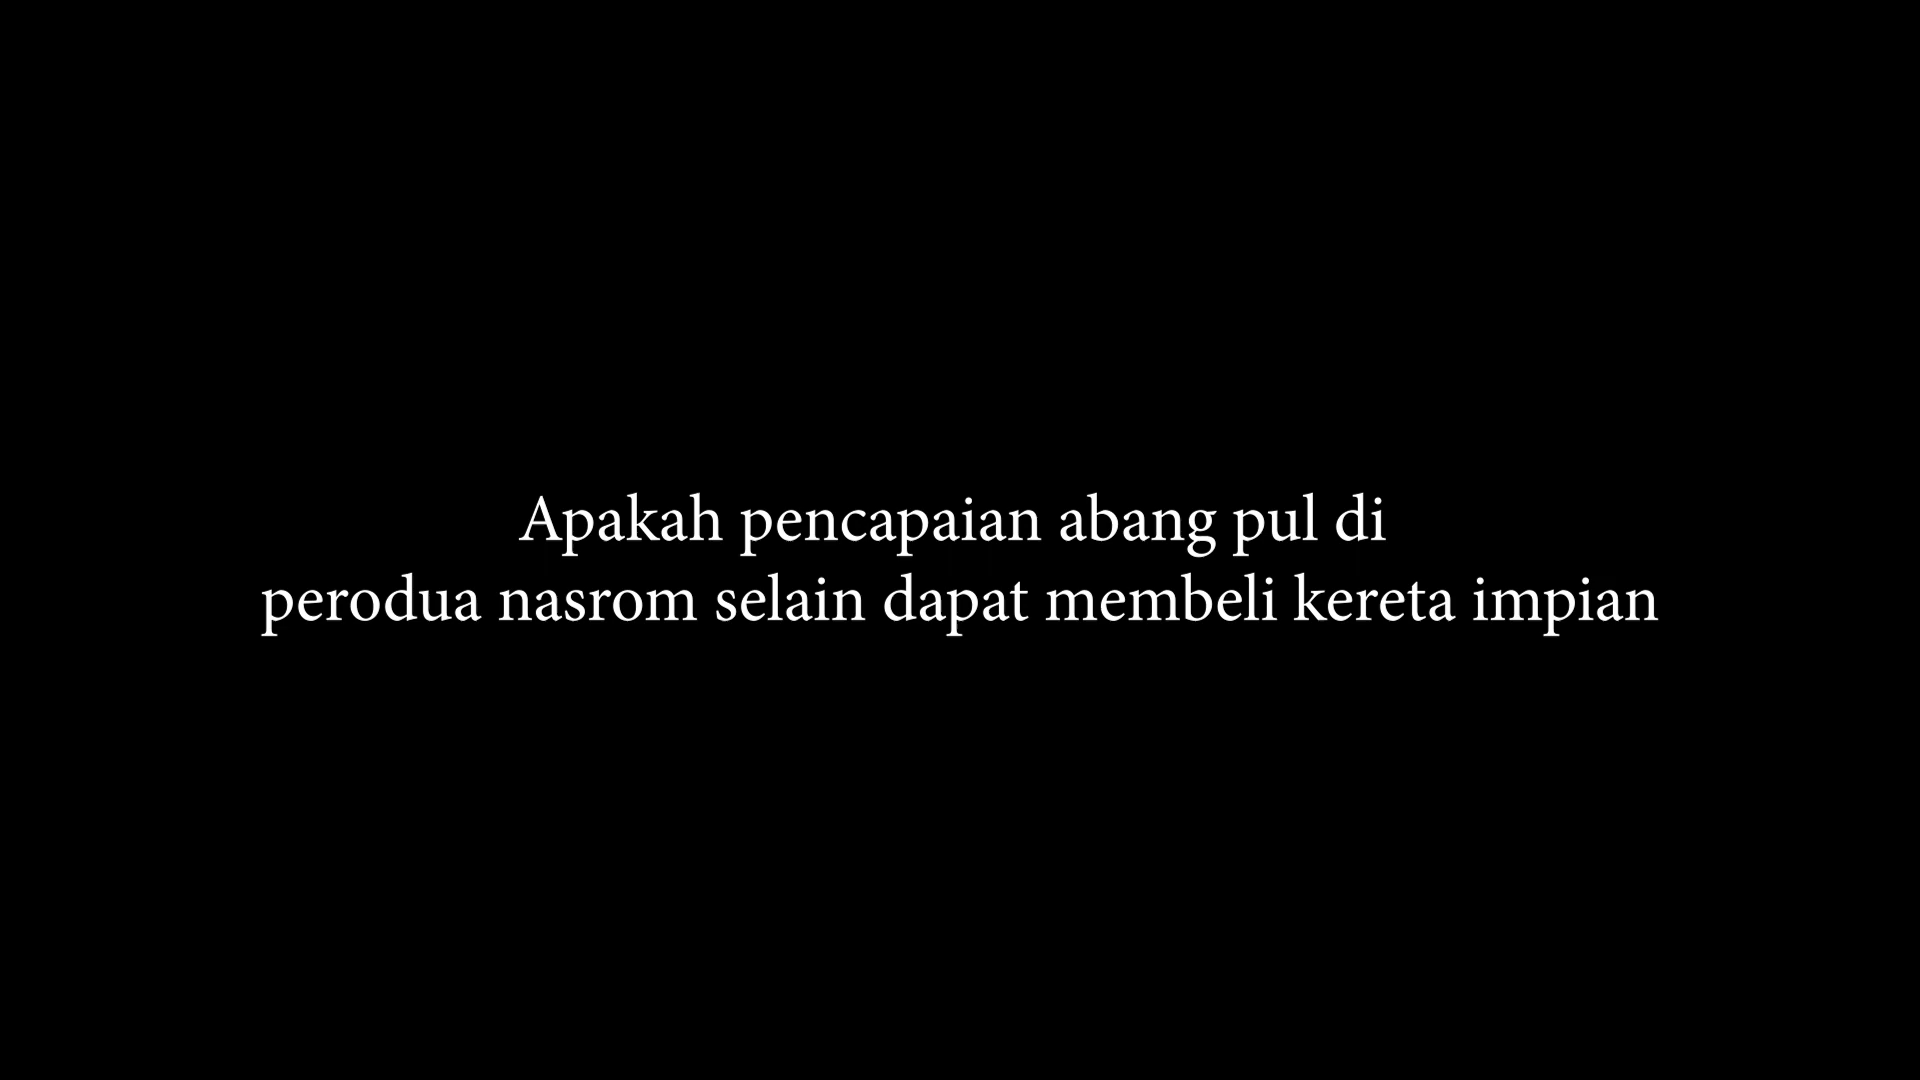 Apakah pencapaian abang pul di
perodua nasrom selain dapat membeli kereta impian